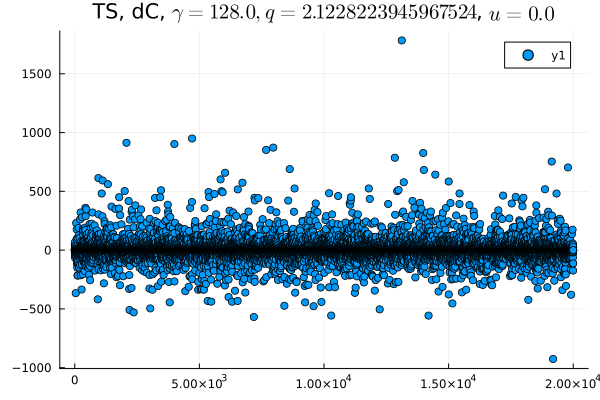 TS, dC, γ = 128.0, q = 2.1228223945967524, u = 0.0
y1
1500
1000
500
0
−500
−1000
0 5.00×10³ 1.00×10⁴ 1.50×10⁴ 2.00×10⁴